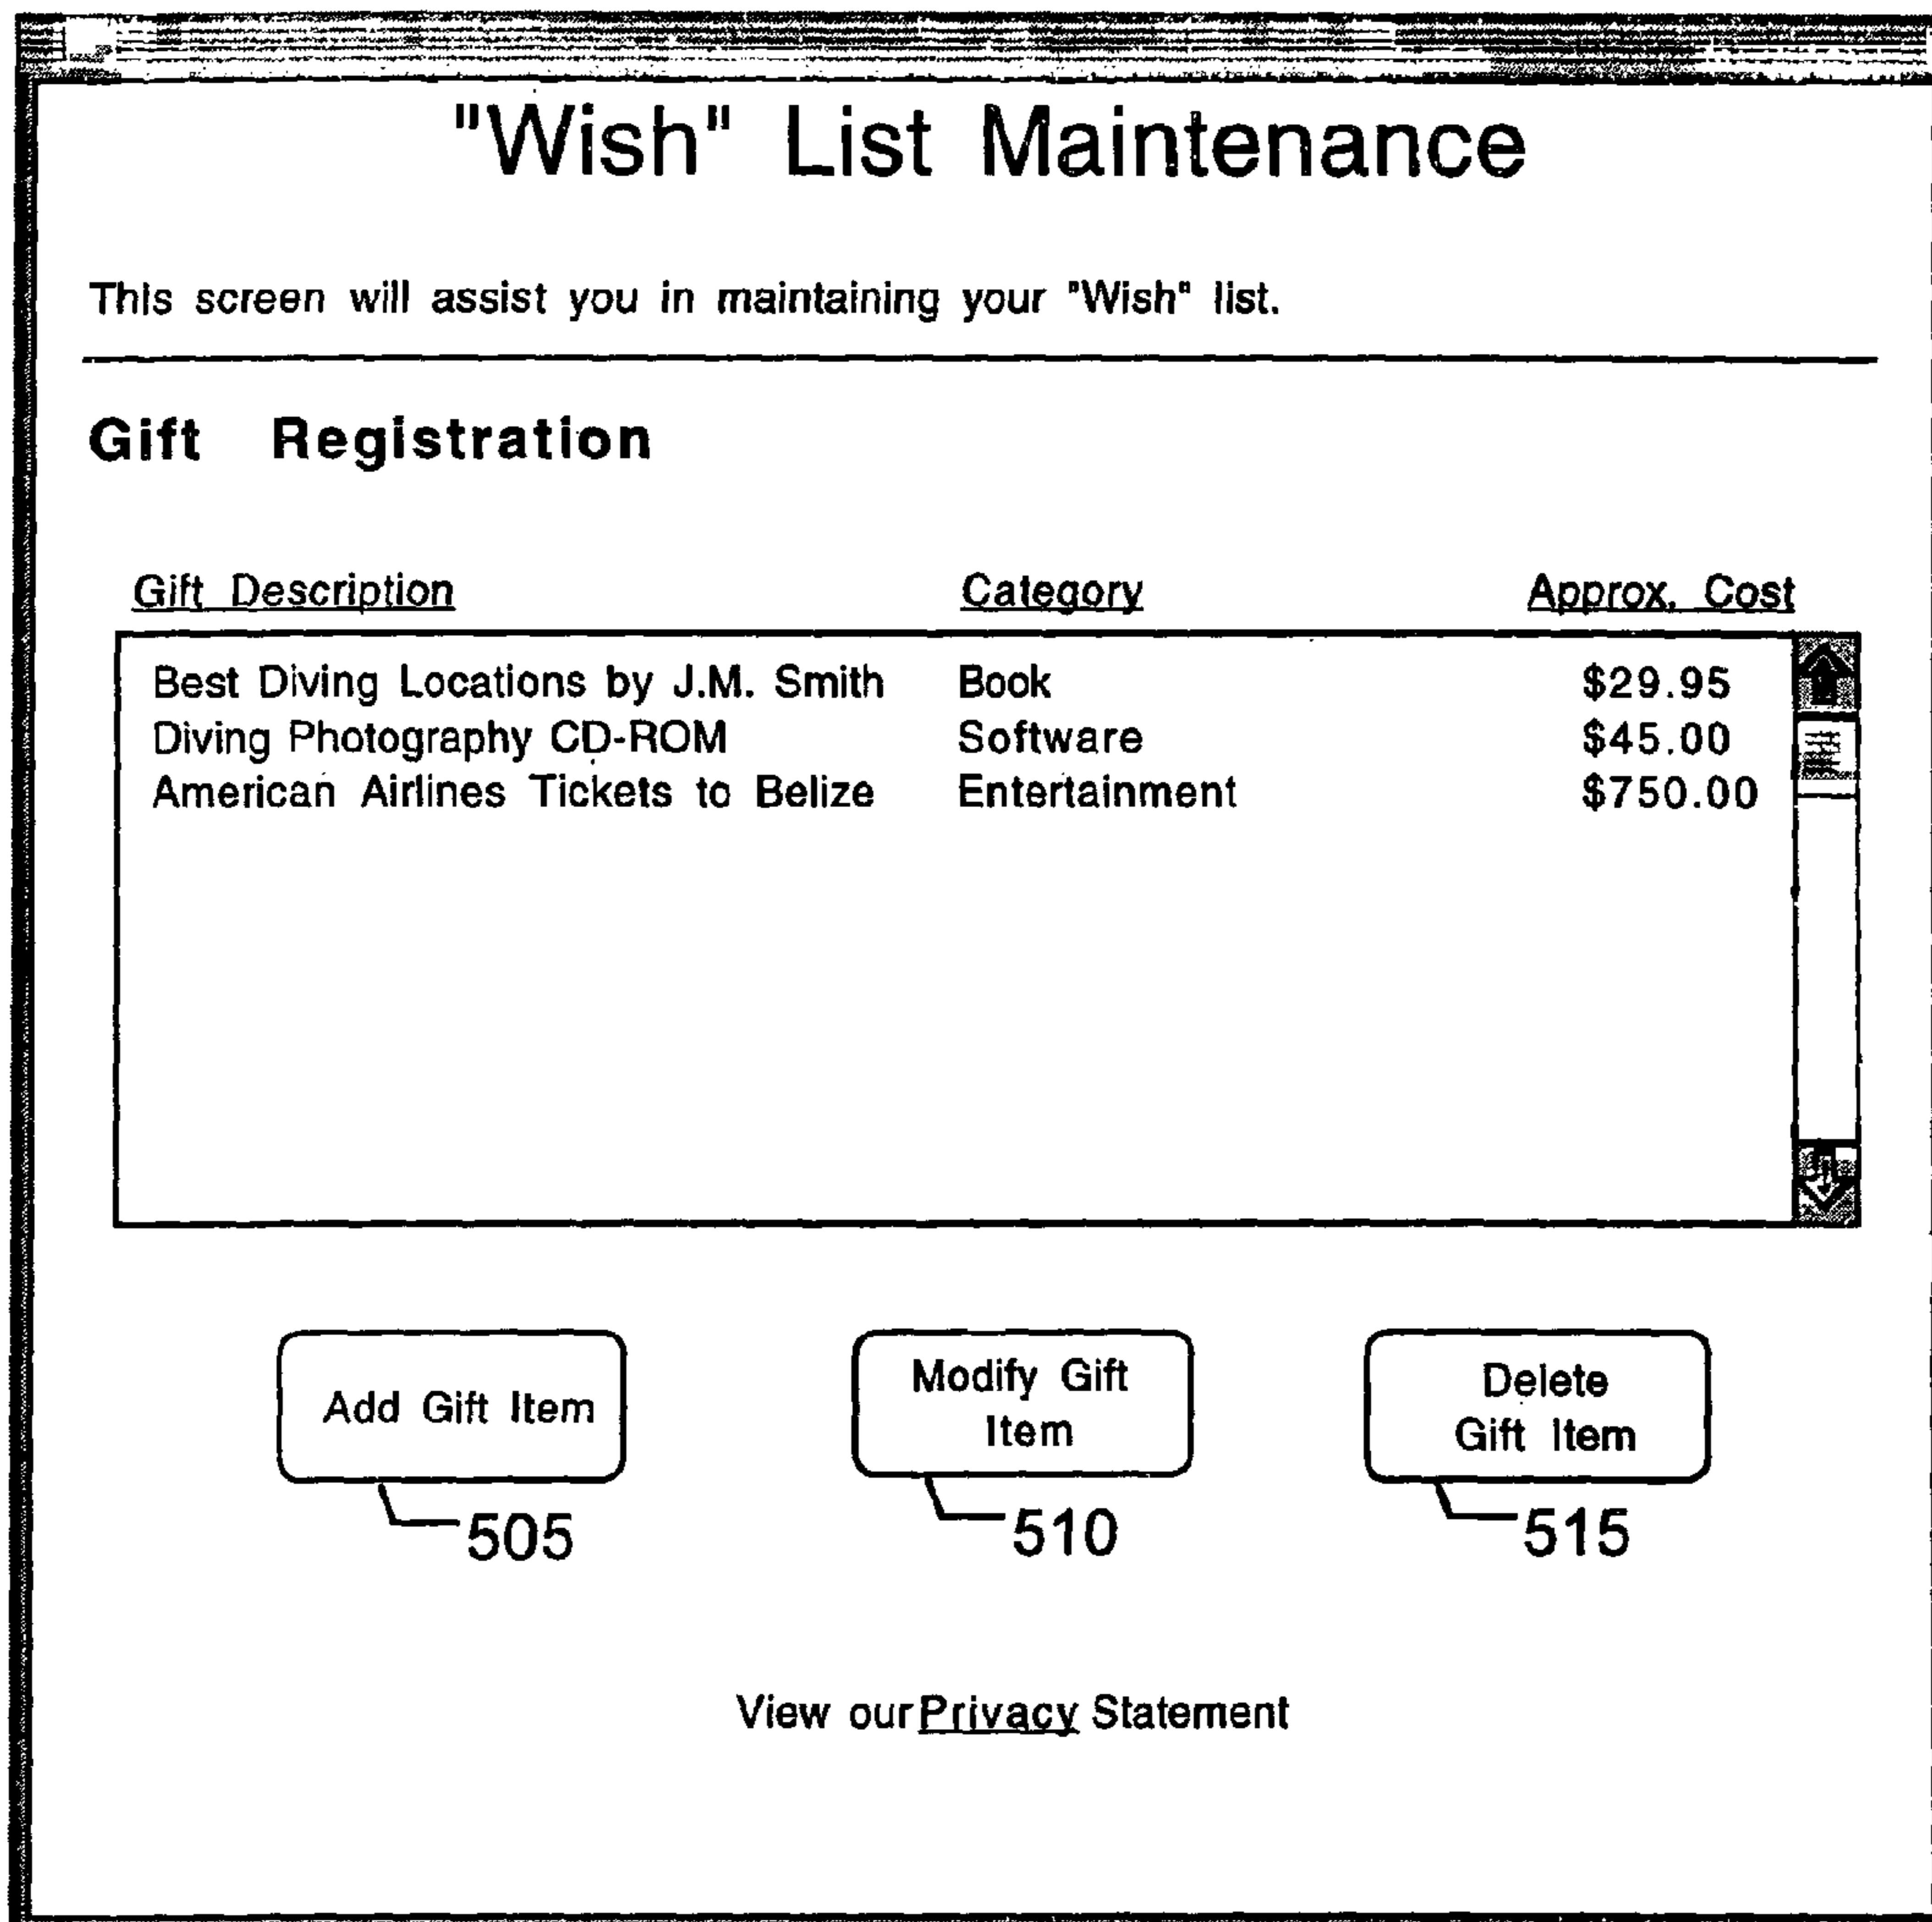 "Wish" List Maintenance
This screen will assist you in maintaining your "Wish" list.
Gift Registration
Gift Description Category Approx. Cost
Best Diving Locations by J.M. Smith Book $29.95
Diving Photography CD-ROM Software $45.00
American Airlines Tickets to Belize Entertainment $750.00
Add Gift Item
Modify Gift
Item
Delete
Gift Item
505 510 515
View our Privacy Statement